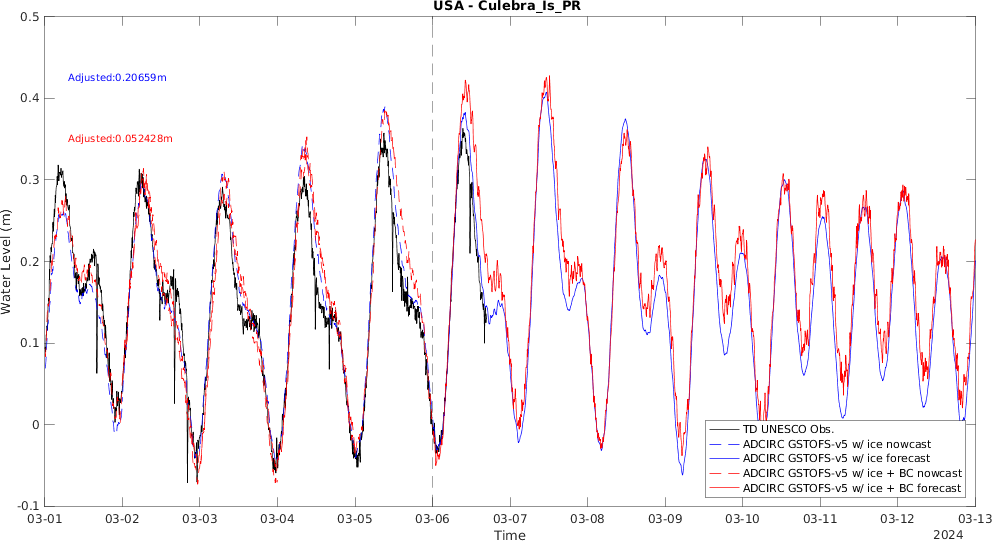 USA - Culebra_Is_PR
0.5
Adjusted:0.20659m
0.4
Adjusted:0.052428m
0.3
0.2
0.1
0
-0.1
Water Level (m)
TD UNESCO Obs.
ADCIRC GSTOFS-v5 w/ ice nowcast
ADCIRC GSTOFS-v5 w/ ice forecast
ADCIRC GSTOFS-v5 w/ ice + BC nowcast
ADCIRC GSTOFS-v5 w/ ice + BC forecast
03-01 03-02 03-03 03-04 03-05 03-06 03-07 03-08 03-09 03-10 03-11 03-12 03-13
Time
2024